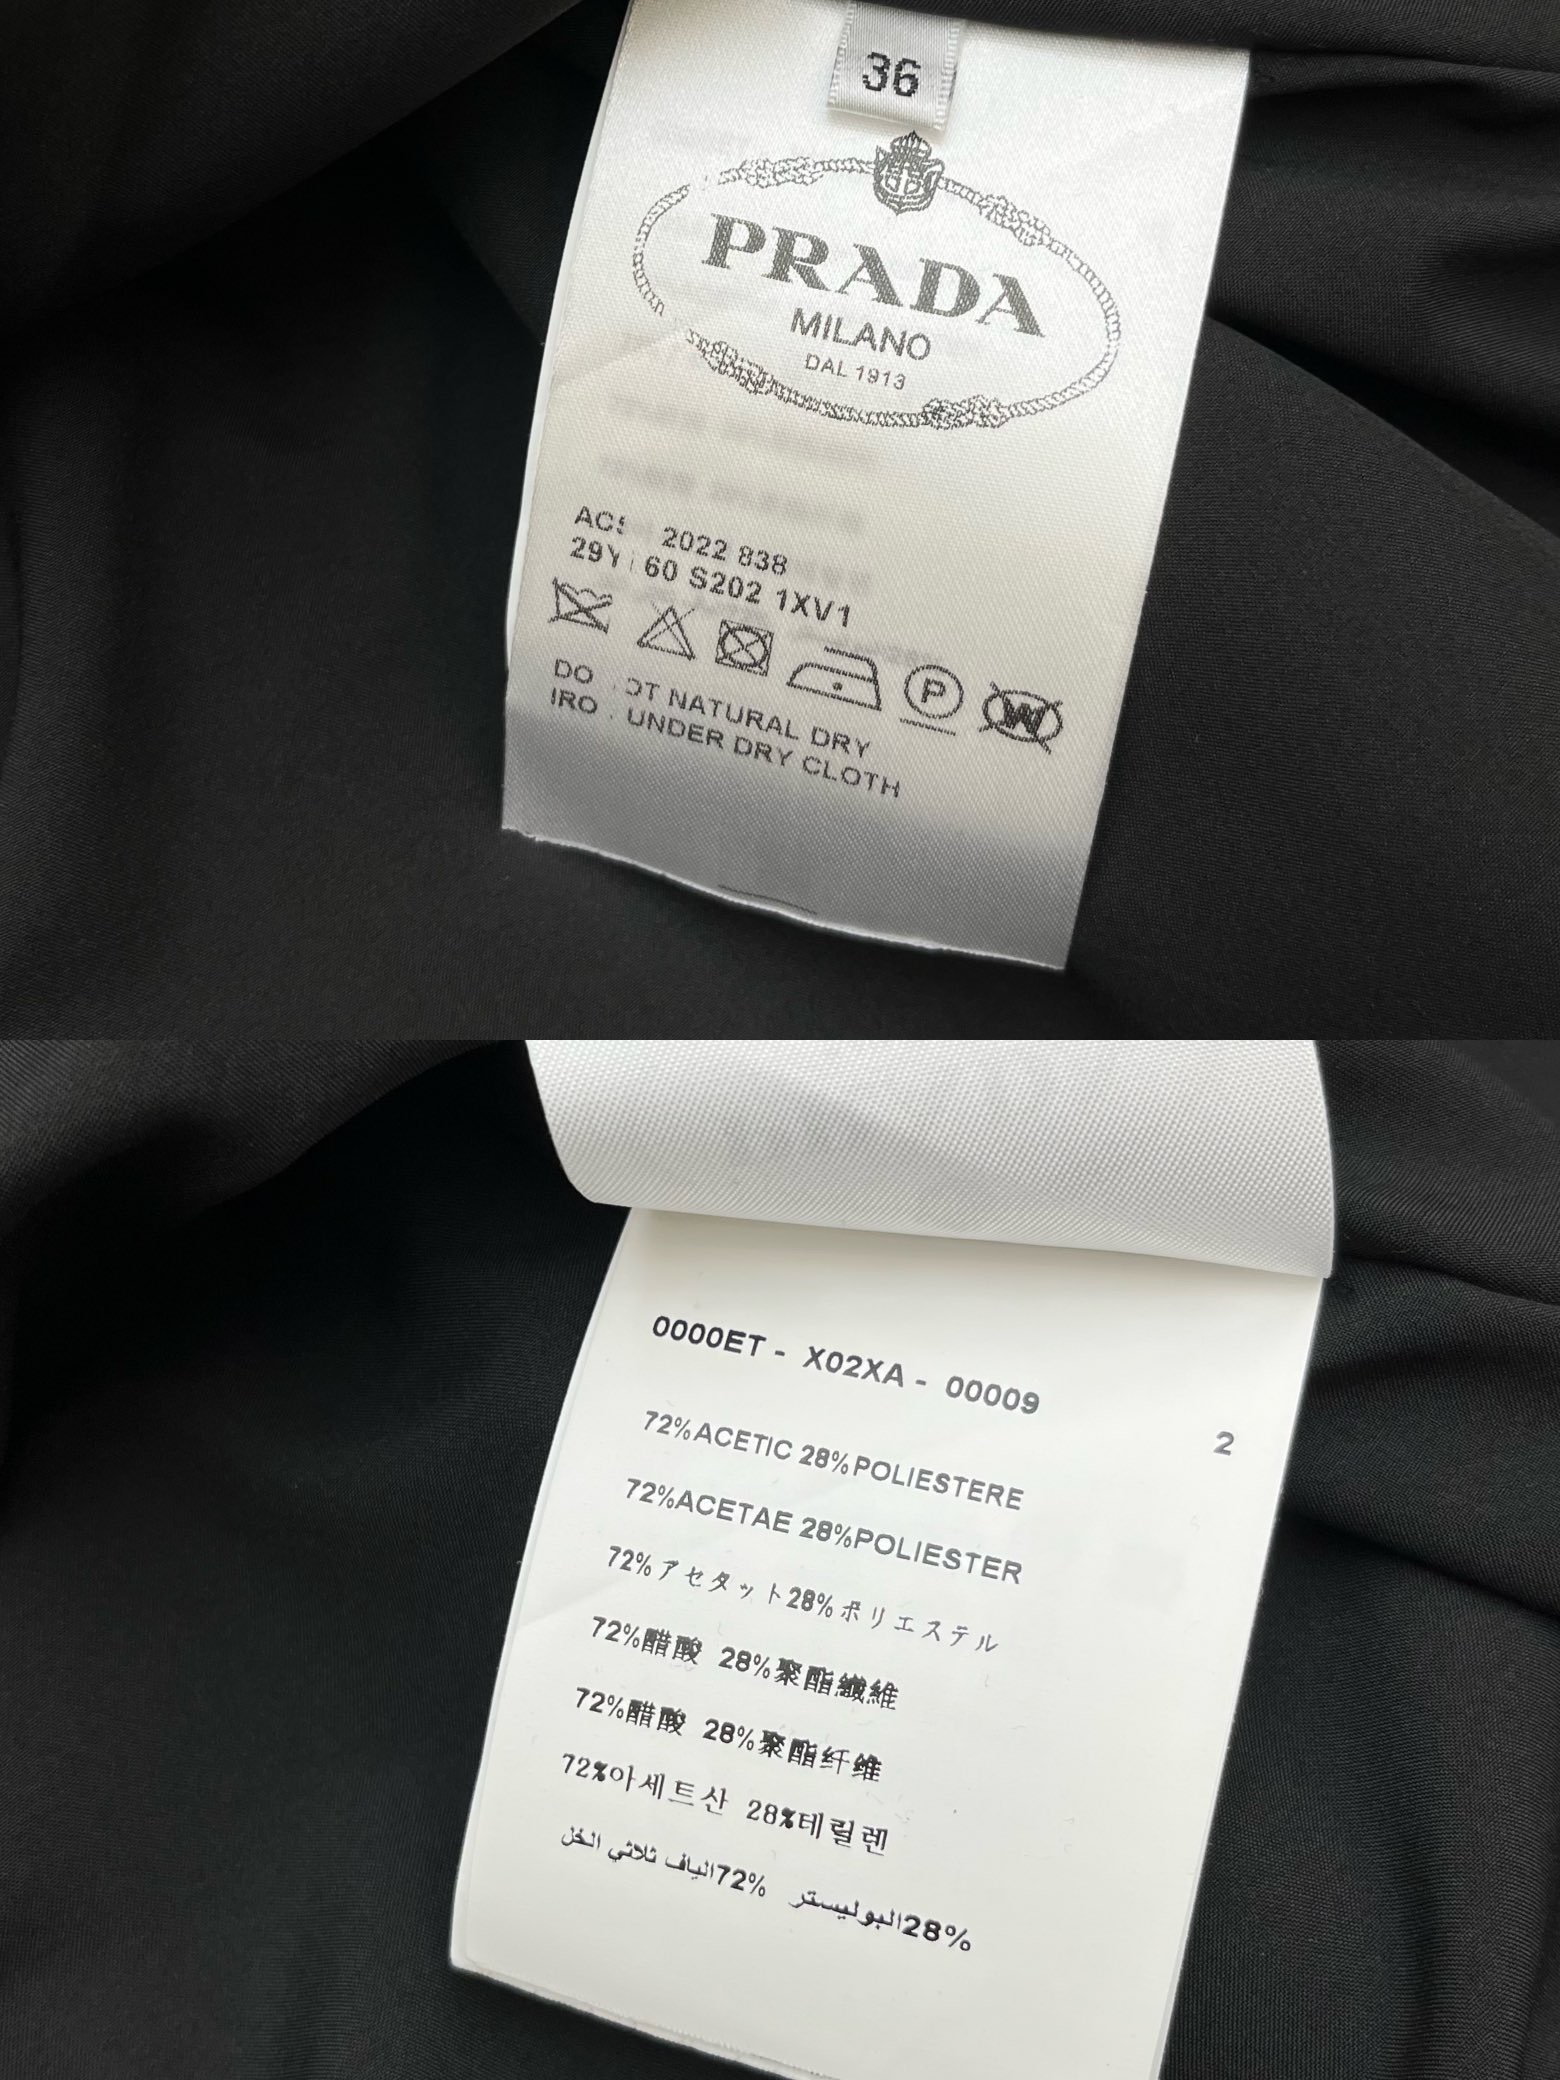 36
PRADA
MILANO
DAL 1913
2022 838
60 S202 1XV1
P
W
DO OT NATURAL DRY
IRO UNDER DRY CLOTH
0000ET - X02XA - 00009
2
72%ACETIC 28%POLIESTERE
72%ACETAE 28%POLIESTER
72%アセタット28%ポリエステル
72%醋酸 28%聚酯纖維
72%醋酸 28%聚酯纤维
72%아세트산 28%테릴렌
28%البوليستر 72%الياف ثلاثي الخل